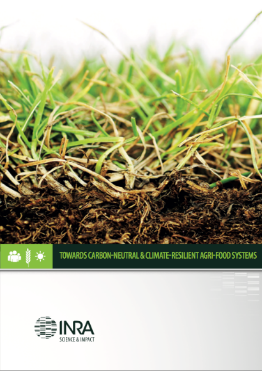 TOWARDS CARBON-NEUTRAL & CLIMATE-RESILIENT AGRI-FOOD SYSTEMS
INRA
SCIENCE & IMPACT